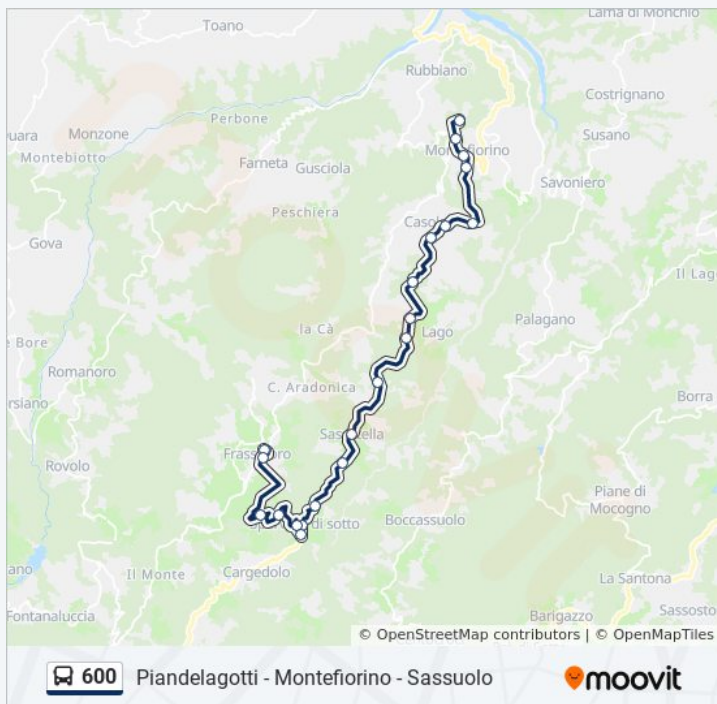 Toano
Lama di Monchio
Rubbiano
Costrignano
Perbone
Monzone
Susano
Montebiotto
Farneta
Gusciola
Savoniero
Peschiera
Gova
Il Lago
la Cà
Lago
Palagano
Romanoro
C. Aradonica
Borra
Rovolo
Boccassuolo
Piane di
Mocogno
di sotto
Il Monte
Cargedolo
La Santona
Fontanaluccia
Barigazzo
Sassosto
© OpenStreetMap contributors | © OpenMapTiles
600 Piandelagotti - Montefiorino - Sassuolo
moovit